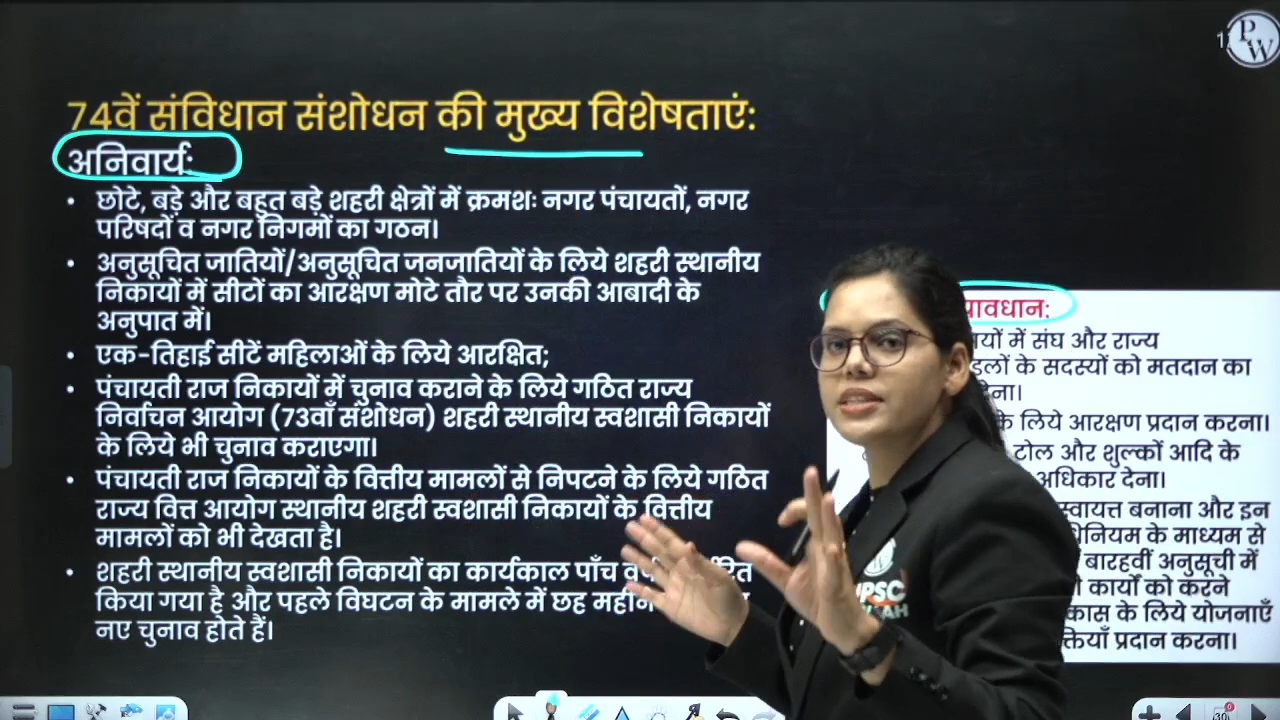 PW
74वें संविधान संशोधन की मुख्य विशेषताएं:
अनिवार्य:
• छोटे, बड़े और बहुत बड़े शहरी क्षेत्रों में क्रमशः नगर पंचायतों, नगर
परिषदों व नगर निगमों का गठन।
• अनुसूचित जातियों/अनुसूचित जनजातियों के लिये शहरी स्थानीय
निकायों में सीटों का आरक्षण मोटे तौर पर उनकी आबादी के
अनुपात में।
• एक-तिहाई सीटें महिलाओं के लिये आरक्षित;
• पंचायती राज निकायों में चुनाव कराने के लिये गठित राज्य
निर्वाचन आयोग (73वाँ संशोधन) शहरी स्थानीय स्वशासी निकायों
के लिये भी चुनाव कराएगा।
• पंचायती राज निकायों के वित्तीय मामलों से निपटने के लिये गठित
राज्य वित्त आयोग स्थानीय शहरी स्वशासी निकायों के वित्तीय
मामलों को भी देखता है।
• शहरी स्थानीय स्वशासी निकायों का कार्यकाल पाँच
किया गया है और पहले विघटन के मामले में छह
नए चुनाव होते हैं।
में संघ और राज्य
के सदस्यों को मतदान का
के लिये आरक्षण प्रदान करना।
टोल और शुल्कों आदि के
अधिकार देना।
स्वायत्त बनाना और इन
के माध्यम से
बारहवीं अनुसूची में
कार्यों को करने
के लिये योजनाएँ
प्रदान करना।
UPSC